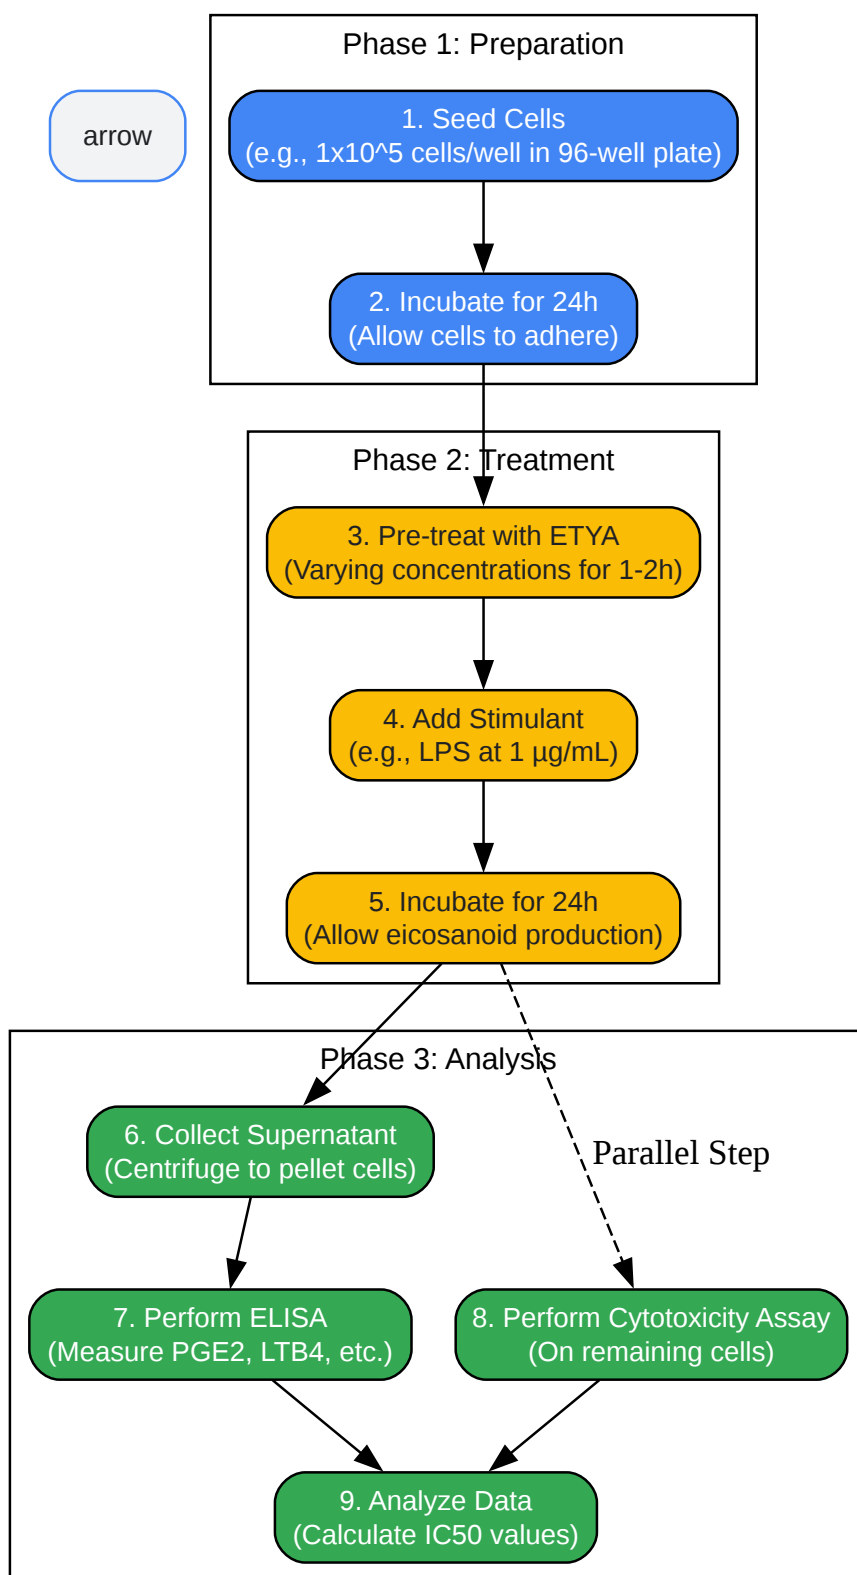 Phase 1: Preparation
arrow
1. Seed Cells
(e.g., 1x10^5 cells/well in 96-well plate)
2. Incubate for 24h
(Allow cells to adhere)
Phase 2: Treatment
3. Pre-treat with ETYA
(Varying concentrations for 1-2h)
4. Add Stimulant
(e.g., LPS at 1 µg/mL)
5. Incubate for 24h
(Allow eicosanoid production)
Phase 3: Analysis
6. Collect Supernatant
(Centrifuge to pellet cells)
Parallel Step
7. Perform ELISA
(Measure PGE2, LTB4, etc.)
8. Perform Cytotoxicity Assay
(On remaining cells)
9. Analyze Data
(Calculate IC50 values)